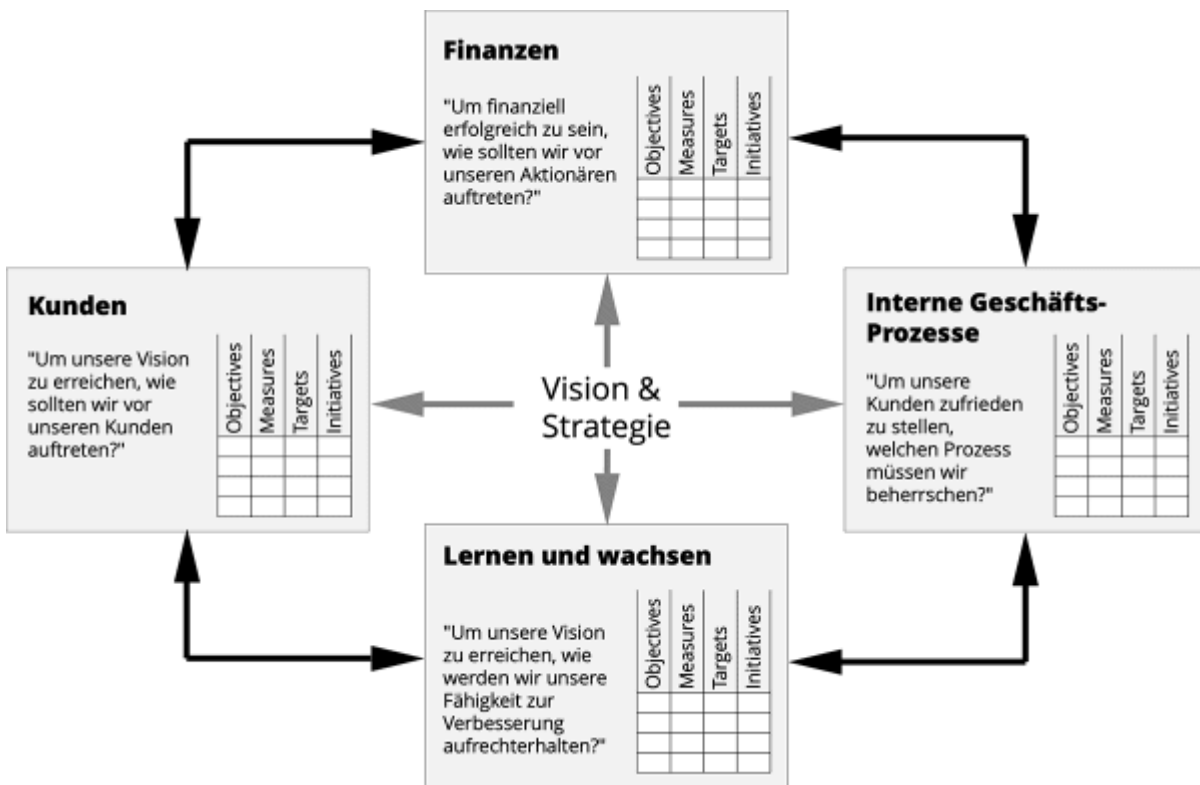 Finanzen
"Um finanziell
erfolgreich zu sein,
wie sollten wir vor
unseren Aktionären
auftreten?"
Objectives
Measures
Targets
Initiatives
Kunden
"Um unsere Vision
zu erreichen, wie
sollten wir vor
unseren Kunden
auftreten?"
Objectives
Measures
Targets
Initiatives
Vision &
Strategie
Interne Geschäfts-
Prozesse
"Um unsere
Kunden zufrieden
zu stellen,
welchen Prozess
müssen wir
beherrschen?"
Objectives
Measures
Targets
Initiatives
Lernen und wachsen
"Um unsere Vision
zu erreichen, wie
werden wir unsere
Fähigkeit zur
Verbesserung
aufrechterhalten?"
Objectives
Measures
Targets
Initiatives